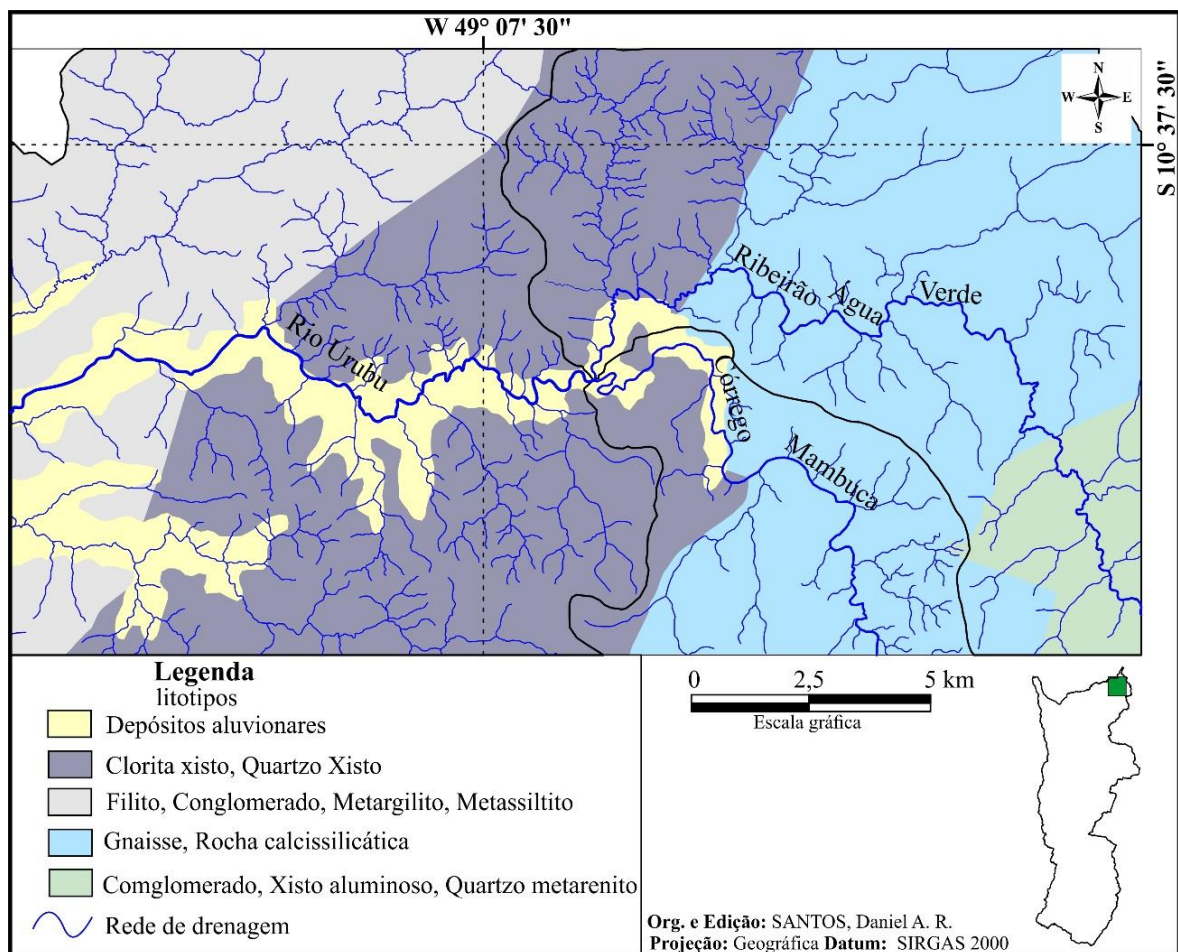 W 49° 07' 30"
N
W E
S
S 10° 37' 30"
Ribeirão Água Verde
Rio Urubu
Corrego Mambuca
Legenda
litotipos
Depósitos aluvionares
Clorita xisto, Quartzo Xisto
Filito, Conglomerado, Metargilito, Metassiltito
Gnaisse, Rocha calcissilicática
Comglomerado, Xisto aluminoso, Quartzo metarenito
Rede de drenagem
0 2,5 5 km
Escala gráfica
Org. e Edição: SANTOS, Daniel A. R.
Projeção: Geográfica Datum: SIRGAS 2000